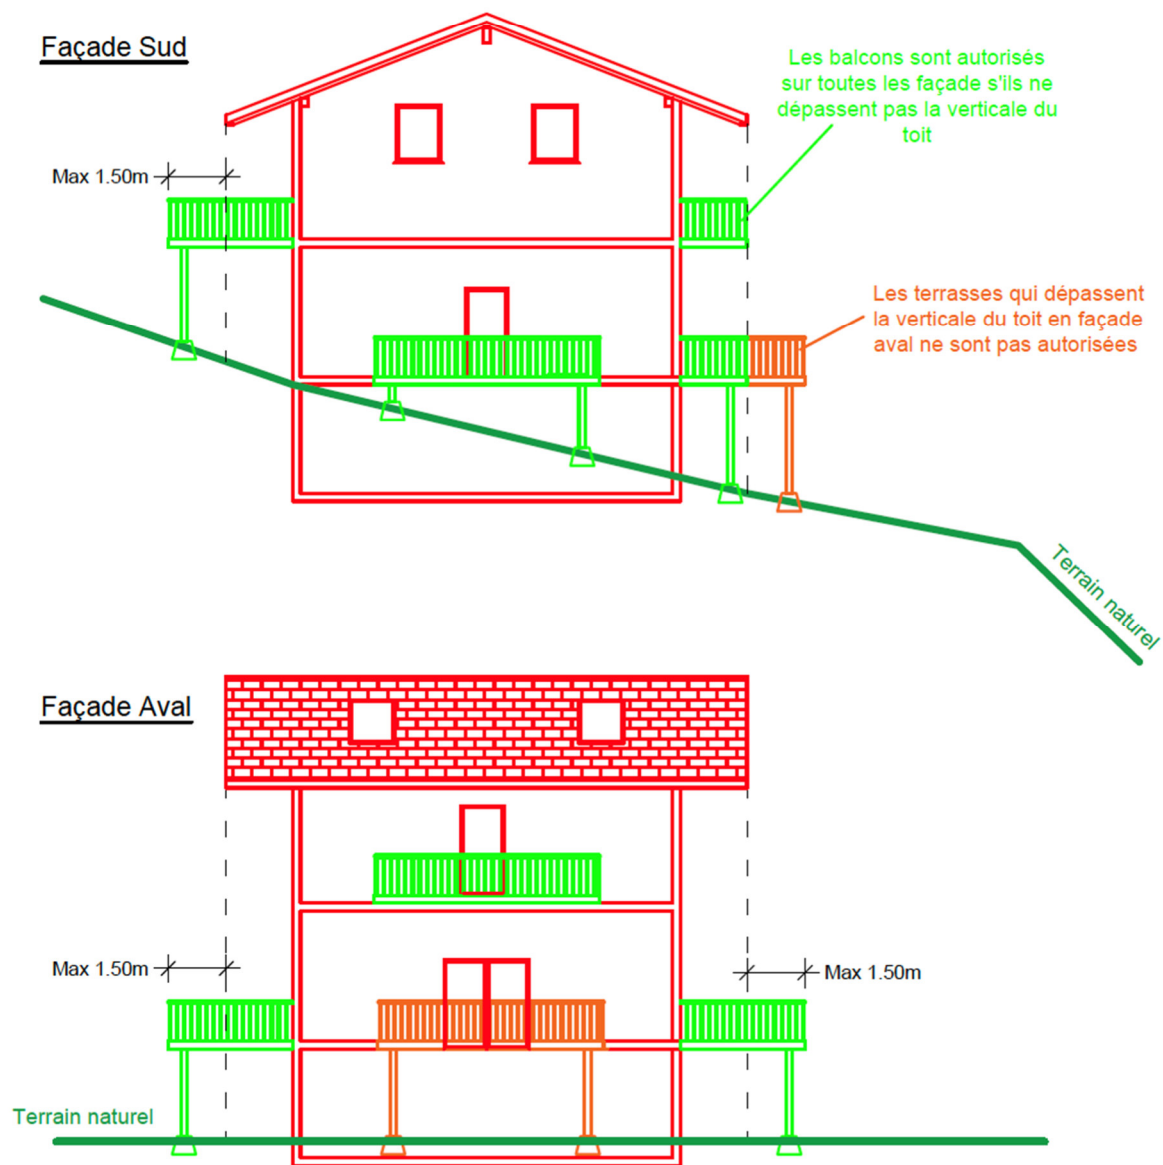 Façade Sud
Les balcons sont autorisés
sur toutes les façade s'ils ne
dépassent pas la verticale du
toit
Max 1.50m
Les terrasses qui dépassent
la verticale du toit en façade
aval ne sont pas autorisées
Terrain naturel
Façade Aval
Max 1.50m
Max 1.50m
Terrain naturel